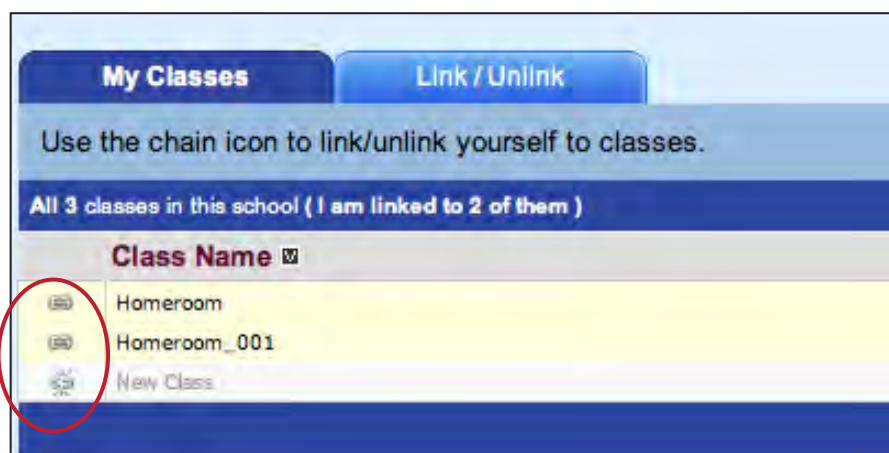 My Classes Link / Unlink
Use the chain icon to link/unlink yourself to classes.
All 3 classes in this school ( I am linked to 2 of them )
Class Name
Homeroom
Homeroom_001
New Class